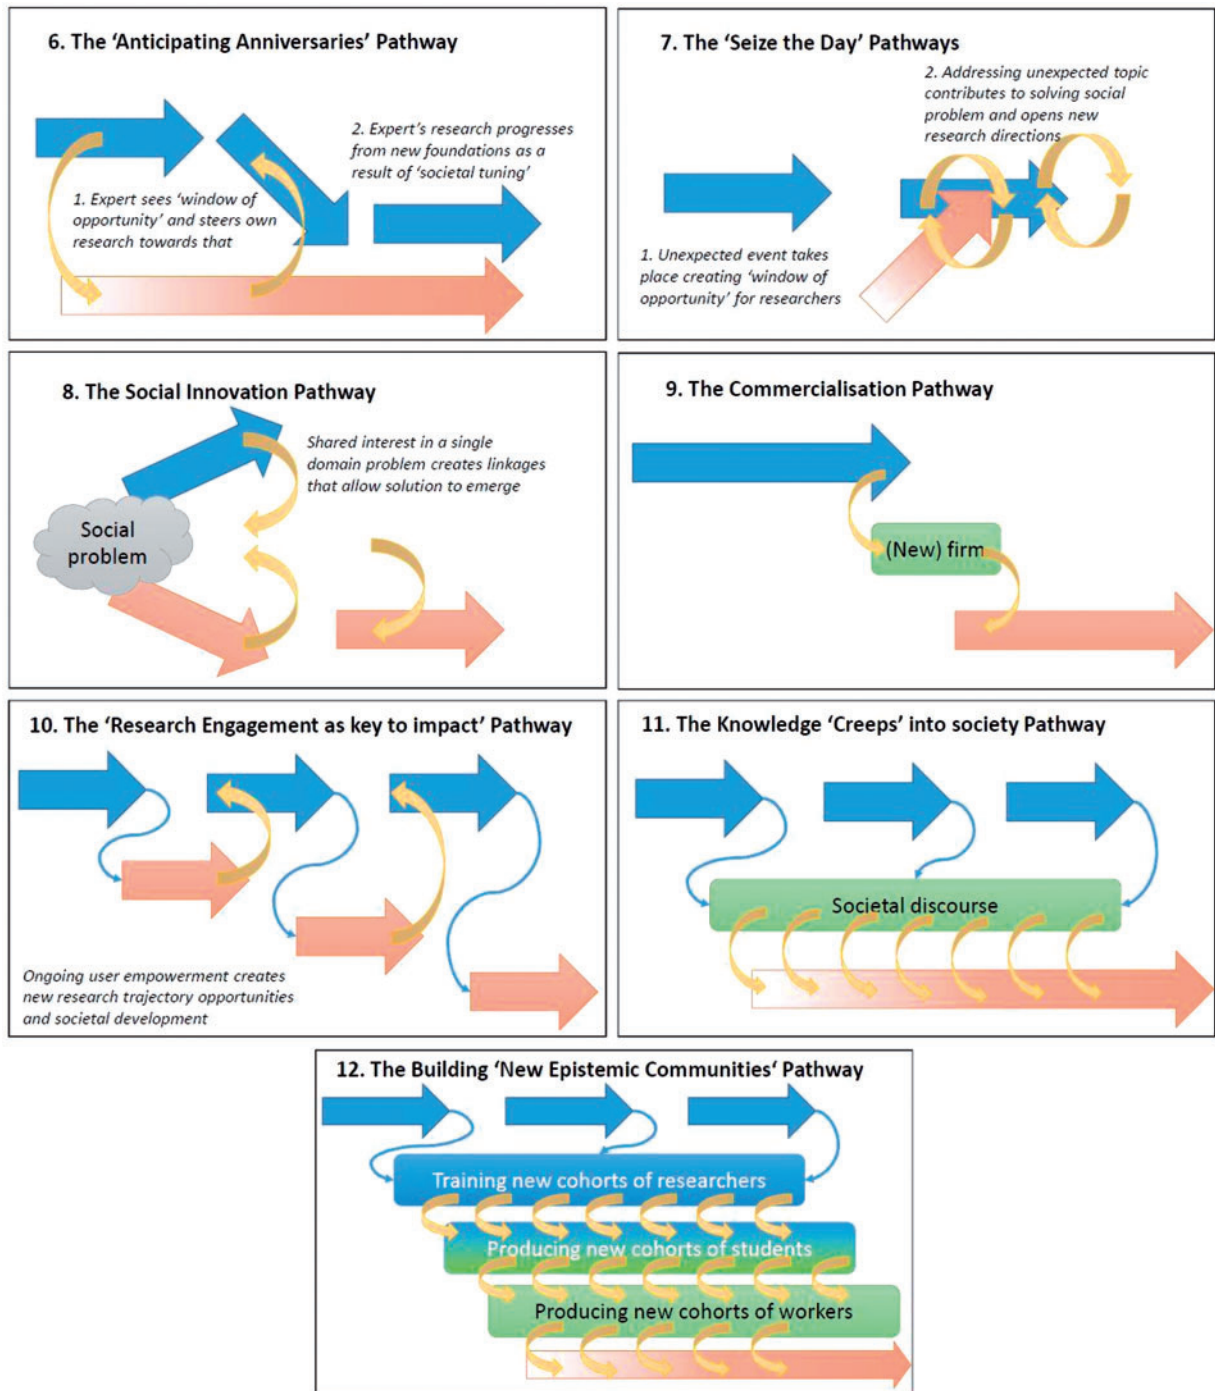 6. The ‘Anticipating Anniversaries’ Pathway
2. Expert’s research progresses
from new foundations as a
result of ‘societal tuning’
1. Expert sees ‘window of
opportunity’ and steers own
research towards that
7. The ‘Seize the Day’ Pathways
2. Addressing unexpected topic
contributes to solving social
problem and opens new
research directions
1. Unexpected event takes
place creating ‘window of
opportunity’ for researchers
8. The Social Innovation Pathway
Shared interest in a single
domain problem creates linkages
that allow solution to emerge
Social
problem
9. The Commercialisation Pathway
(New) firm
10. The ‘Research Engagement as key to impact’ Pathway
Ongoing user empowerment creates
new research trajectory opportunities
and societal development
11. The Knowledge ‘Creeps’ into society Pathway
Societal discourse
12. The Building ‘New Epistemic Communities‘ Pathway
Training new cohorts of researchers
Producing new cohorts of students
Producing new cohorts of workers